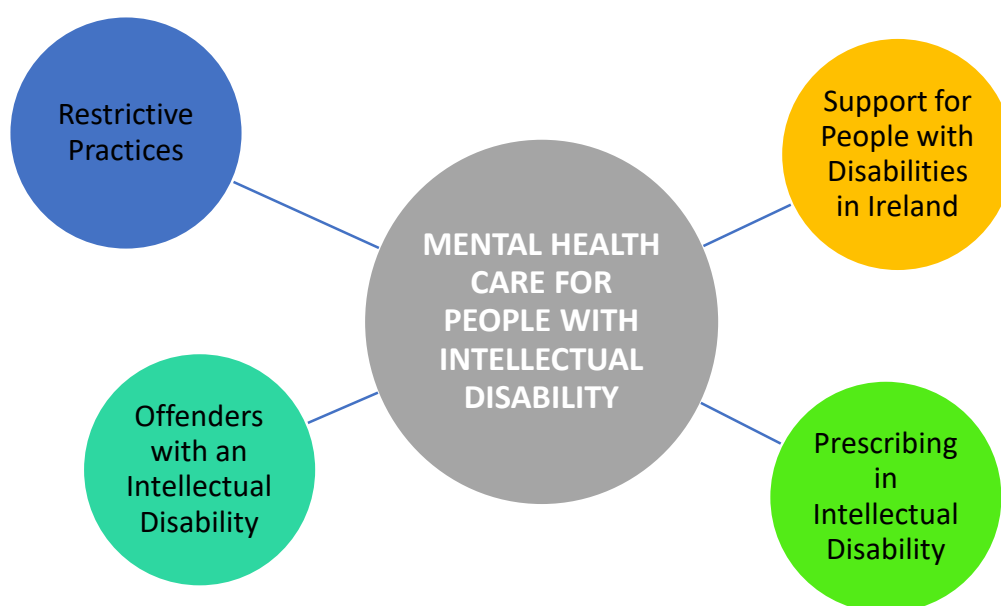 Restrictive
Practices
Support for
People with
Disabilities
in Ireland
MENTAL HEALTH
CARE FOR
PEOPLE WITH
INTELLECTUAL
DISABILITY
Offenders
with an
Intellectual
Disability
Prescribing
in
Intellectual
Disability